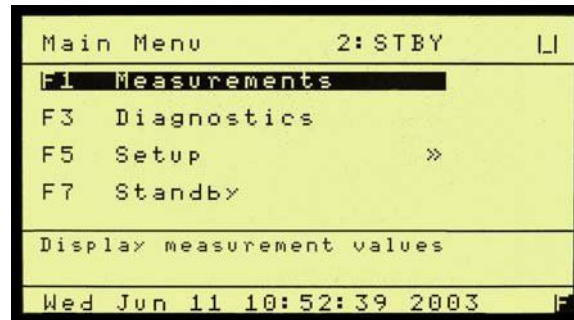 Main Menu 2:STBY
F1 Measurements
F3 Diagnostics
F5 Setup »
F7 Standby
Display measurement values
Wed Jun 11 10:52:39 2003 F